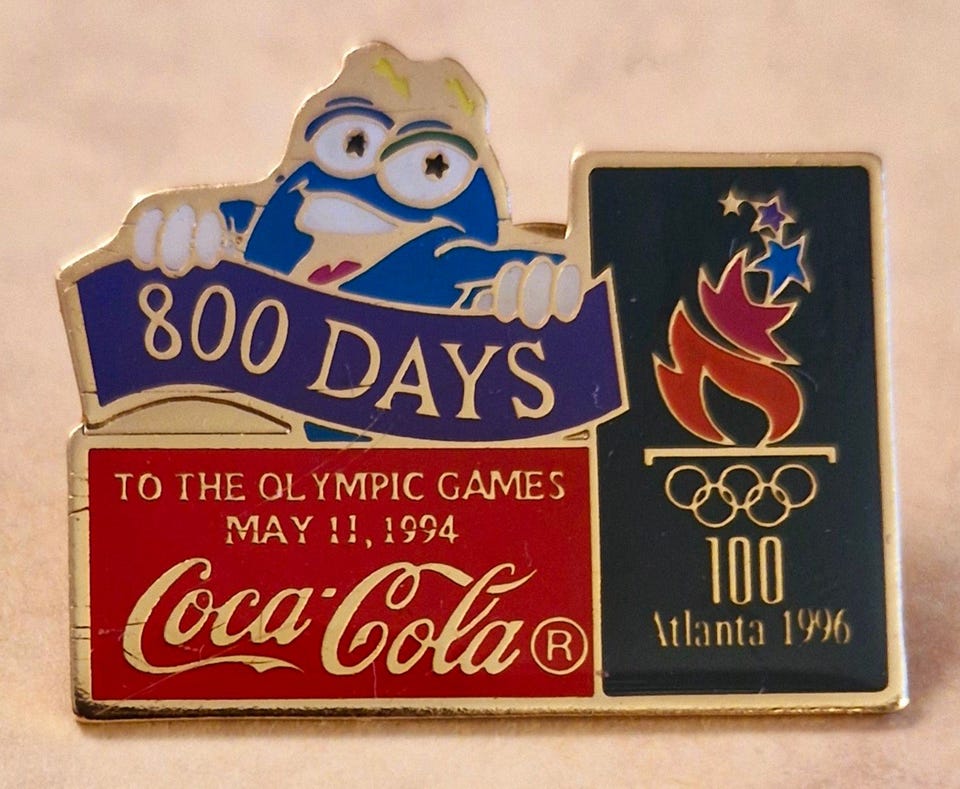 800 DAYS
TO THE OLYMPIC GAMES
MAY 11, 1994
Coca-Cola®
100
Atlanta 1996